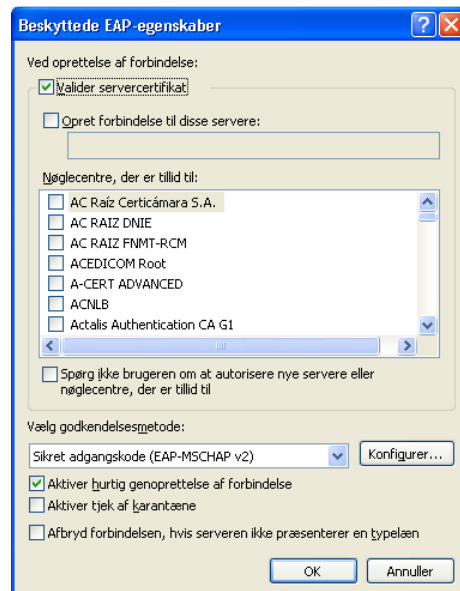 Beskyttede EAP-egenskaber
Ved oprettelse af forbindelse:
Valider servercertifikat
Opret forbindelse til disse servere:
Nøglecentre, der er tillid til:
AC Raíz Certicámara S.A.
AC RAIZ DNIE
AC RAIZ FNMT-RCM
ACEDICOM Root
A-CERT ADVANCED
ACNLB
Actalis Authentication CA G1
Spørg ikke brugeren om at autorisere nye servere eller
nøglecentre, der er tillid til
Vælg godkendelsesmetode:
Sikret adgangskode (EAP-MSCHAP v2)
Konfigurer...
Aktiver hurtig genoprettelse af forbindelse
Aktiver tjek af karantæne
Afbryd forbindelsen, hvis serveren ikke præsenterer en typelæn
OK
Annuller